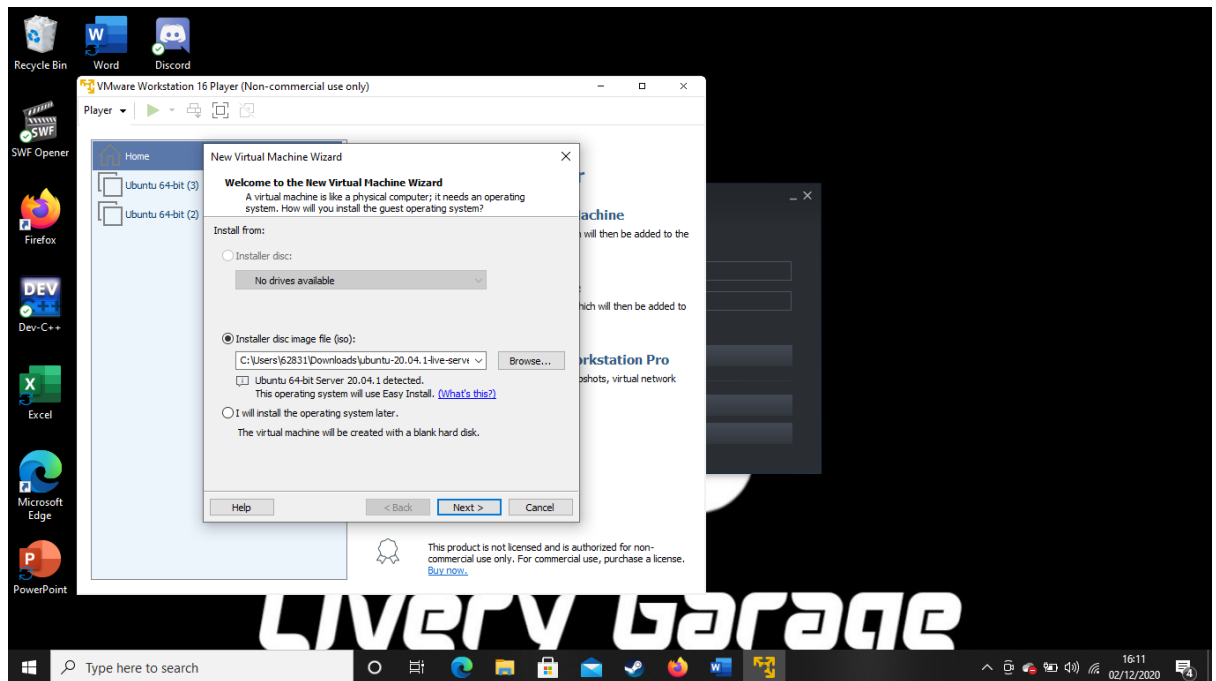 Recycle Bin
Word
Discord
SWF
SWF Opener
Firefox
DEV
C++
Dev-C++
Excel
Microsoft
Edge
PowerPoint
VMware Workstation 16 Player (Non-commercial use only)
Player
Home
Ubuntu 64-bit (3)
Ubuntu 64-bit (2)
New Virtual Machine Wizard
Welcome to the New Virtual Machine Wizard
A virtual machine is like a physical computer; it needs an operating
system. How will you install the guest operating system?
Install from:
Installer disc:
No drives available
Installer disc image file (iso):
C:\Users\62831\Downloads\ubuntu-20.04.1-live-serve
Browse...
Ubuntu 64-bit Server 20.04.1 detected.
This operating system will use Easy Install. (What's this?)
I will install the operating system later.
The virtual machine will be created with a blank hard disk.
Help
< Back
Next >
Cancel
achine
will then be added to the
hich will then be added to
orkstation Pro
pshots, virtual network
This product is not licensed and is authorized for non-
commercial use only. For commercial use, purchase a license.
Buy now.
Livery Garage
Type here to search
16:11
02/12/2020
4